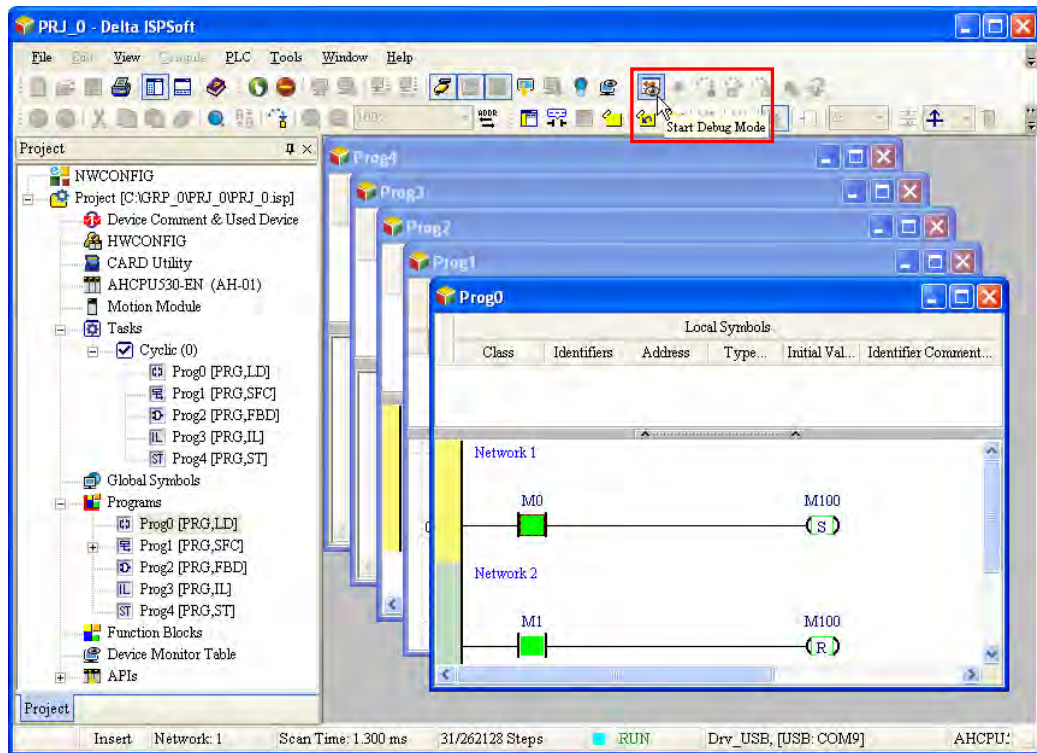 PRJ_0 - Delta ISPSoft
File Edit View Compile PLC Tools Window Help
ADDR
Start Debug Mode
Project
NWCONFIG
Project [C:\GRP_0\PRJ_0\PRJ_0.isp]
Device Comment & Used Device
HWCONFIG
CARD Utility
AHCPU530-EN (AH-01)
Motion Module
Tasks
Cyclic (0)
Prog0 [PRG,LD]
Prog1 [PRG,SFC]
Prog2 [PRG,FBD]
IL Prog3 [PRG,IL]
ST Prog4 [PRG,ST]
Global Symbols
Programs
Prog0 [PRG,LD]
Prog1 [PRG,SFC]
Prog2 [PRG,FBD]
IL Prog3 [PRG,IL]
ST Prog4 [PRG,ST]
Function Blocks
Device Monitor Table
APIs
Project
Prog4
Prog3
Prog2
Prog1
Prog0
Local Symbols
Class Identifiers Address Type... Initial Val... Identifier Comment...
Network 1
M0 M100
S
Network 2
M1 M100
R
Insert Network: 1 Scan Time: 1.300 ms 31/262128 Steps RUN Drv_USB, [USB: COM9] AHCPU: